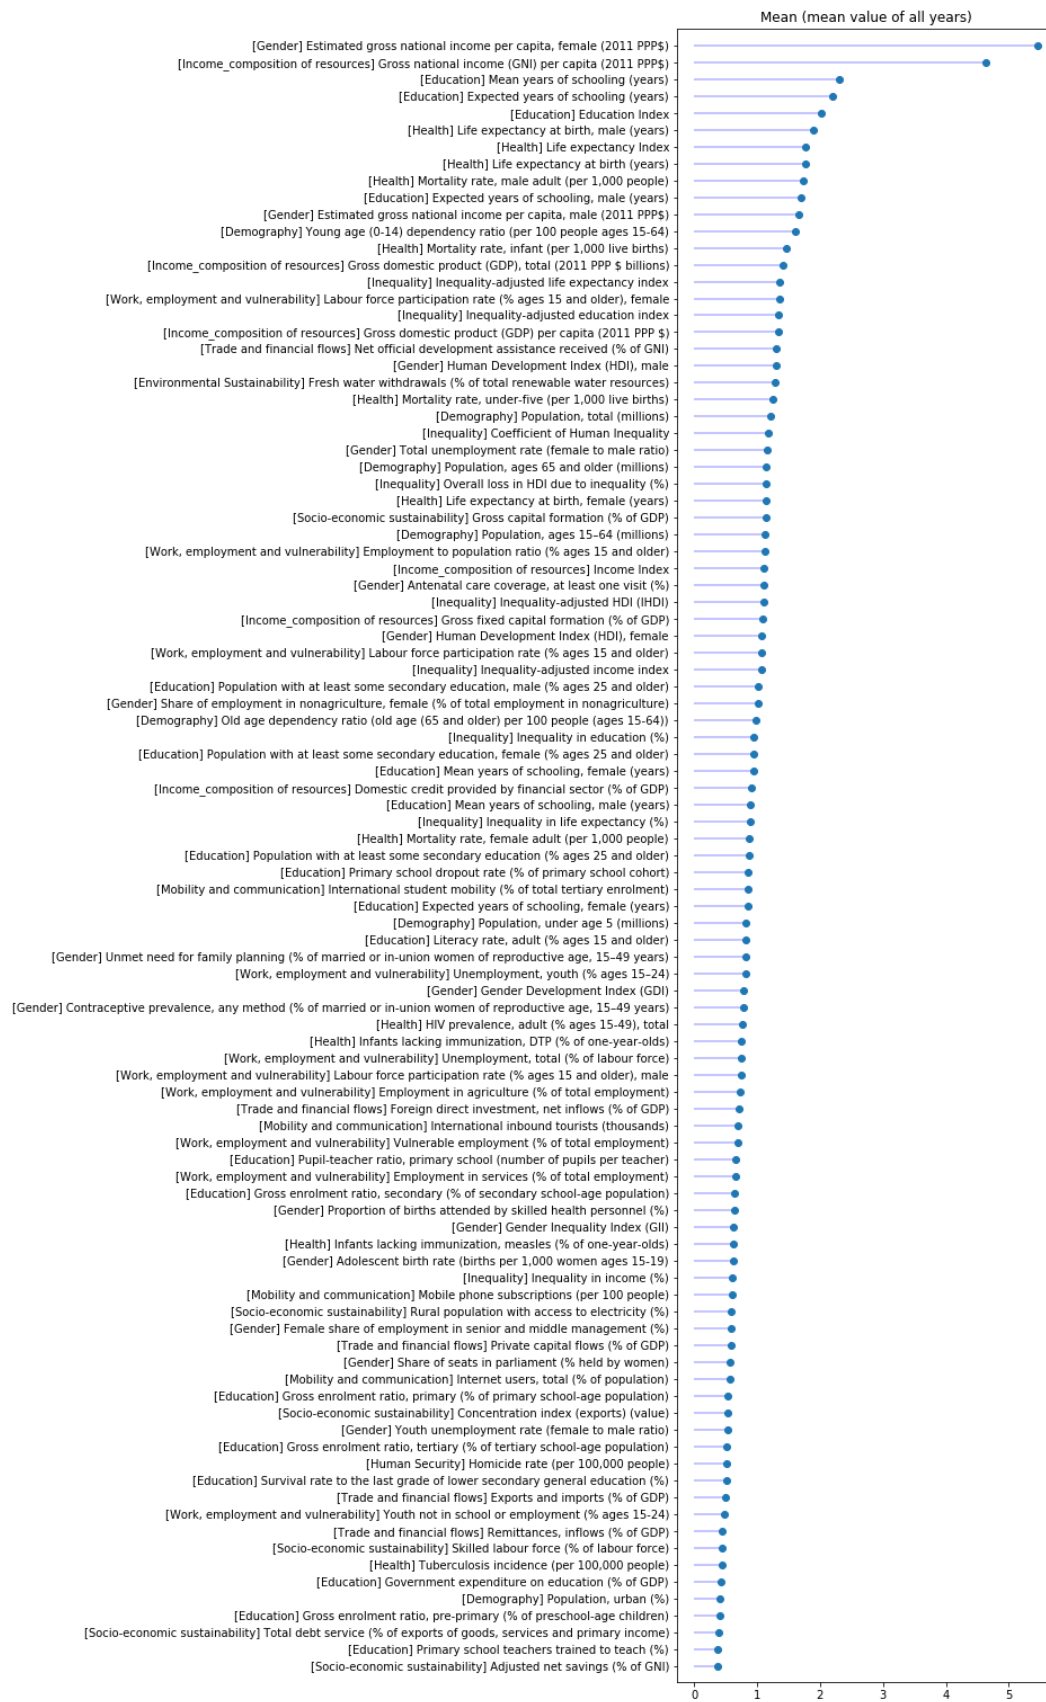 Mean (mean value of all years)
[Gender] Estimated gross national income per capita, female (2011 PPP$)
[Income_composition of resources] Gross national income (GNI) per capita (2011 PPP$)
[Education] Mean years of schooling (years)
[Education] Expected years of schooling (years)
[Education] Education Index
[Health] Life expectancy at birth, male (years)
[Health] Life expectancy Index
[Health] Life expectancy at birth (years)
[Health] Mortality rate, male adult (per 1,000 people)
[Education] Expected years of schooling, male (years)
[Gender] Estimated gross national income per capita, male (2011 PPP$)
[Demography] Young age (0-14) dependency ratio (per 100 people ages 15-64)
[Health] Mortality rate, infant (per 1,000 live births)
[Income_composition of resources] Gross domestic product (GDP), total (2011 PPP $ billions)
[Inequality] Inequality-adjusted life expectancy index
[Work, employment and vulnerability] Labour force participation rate (% ages 15 and older), female
[Inequality] Inequality-adjusted education index
[Income_composition of resources] Gross domestic product (GDP) per capita (2011 PPP $)
[Trade and financial flows] Net official development assistance received (% of GNI)
[Gender] Human Development Index (HDI), male
[Environmental Sustainability] Fresh water withdrawals (% of total renewable water resources)
[Health] Mortality rate, under-five (per 1,000 live births)
[Demography] Population, total (millions)
[Inequality] Coefficient of Human Inequality
[Gender] Total unemployment rate (female to male ratio)
[Demography] Population, ages 65 and older (millions)
[Inequality] Overall loss in HDI due to inequality (%)
[Health] Life expectancy at birth, female (years)
[Socio-economic sustainability] Gross capital formation (% of GDP)
[Demography] Population, ages 15–64 (millions)
[Work, employment and vulnerability] Employment to population ratio (% ages 15 and older)
[Income_composition of resources] Income Index
[Gender] Antenatal care coverage, at least one visit (%)
[Inequality] Inequality-adjusted HDI (IHDI)
[Income_composition of resources] Gross fixed capital formation (% of GDP)
[Gender] Human Development Index (HDI), female
[Work, employment and vulnerability] Labour force participation rate (% ages 15 and older)
[Inequality] Inequality-adjusted income index
[Education] Population with at least some secondary education, male (% ages 25 and older)
[Gender] Share of employment in nonagriculture, female (% of total employment in nonagriculture)
[Demography] Old age dependency ratio (old age (65 and older) per 100 people (ages 15-64))
[Inequality] Inequality in education (%)
[Education] Population with at least some secondary education, female (% ages 25 and older)
[Education] Mean years of schooling, female (years)
[Income_composition of resources] Domestic credit provided by financial sector (% of GDP)
[Education] Mean years of schooling, male (years)
[Inequality] Inequality in life expectancy (%)
[Health] Mortality rate, female adult (per 1,000 people)
[Education] Population with at least some secondary education (% ages 25 and older)
[Education] Primary school dropout rate (% of primary school cohort)
[Mobility and communication] International student mobility (% of total tertiary enrolment)
[Education] Expected years of schooling, female (years)
[Demography] Population, under age 5 (millions)
[Education] Literacy rate, adult (% ages 15 and older)
[Gender] Unmet need for family planning (% of married or in-union women of reproductive age, 15–49 years)
[Work, employment and vulnerability] Unemployment, youth (% ages 15–24)
[Gender] Gender Development Index (GDI)
[Gender] Contraceptive prevalence, any method (% of married or in-union women of reproductive age, 15–49 years)
[Health] HIV prevalence, adult (% ages 15-49), total
[Health] Infants lacking immunization, DTP (% of one-year-olds)
[Work, employment and vulnerability] Unemployment, total (% of labour force)
[Work, employment and vulnerability] Labour force participation rate (% ages 15 and older), male
[Work, employment and vulnerability] Employment in agriculture (% of total employment)
[Trade and financial flows] Foreign direct investment, net inflows (% of GDP)
[Mobility and communication] International inbound tourists (thousands)
[Work, employment and vulnerability] Vulnerable employment (% of total employment)
[Education] Pupil-teacher ratio, primary school (number of pupils per teacher)
[Work, employment and vulnerability] Employment in services (% of total employment)
[Education] Gross enrolment ratio, secondary (% of secondary school-age population)
[Gender] Proportion of births attended by skilled health personnel (%)
[Gender] Gender Inequality Index (GII)
[Health] Infants lacking immunization, measles (% of one-year-olds)
[Gender] Adolescent birth rate (births per 1,000 women ages 15-19)
[Inequality] Inequality in income (%)
[Mobility and communication] Mobile phone subscriptions (per 100 people)
[Socio-economic sustainability] Rural population with access to electricity (%)
[Gender] Female share of employment in senior and middle management (%)
[Trade and financial flows] Private capital flows (% of GDP)
[Gender] Share of seats in parliament (% held by women)
[Mobility and communication] Internet users, total (% of population)
[Education] Gross enrolment ratio, primary (% of primary school-age population)
[Socio-economic sustainability] Concentration index (exports) (value)
[Gender] Youth unemployment rate (female to male ratio)
[Education] Gross enrolment ratio, tertiary (% of tertiary school-age population)
[Human Security] Homicide rate (per 100,000 people)
[Education] Survival rate to the last grade of lower secondary general education (%)
[Trade and financial flows] Exports and imports (% of GDP)
[Work, employment and vulnerability] Youth not in school or employment (% ages 15-24)
[Trade and financial flows] Remittances, inflows (% of GDP)
[Socio-economic sustainability] Skilled labour force (% of labour force)
[Health] Tuberculosis incidence (per 100,000 people)
[Education] Government expenditure on education (% of GDP)
[Demography] Population, urban (%)
[Education] Gross enrolment ratio, pre-primary (% of preschool-age children)
[Socio-economic sustainability] Total debt service (% of exports of goods, services and primary income)
[Education] Primary school teachers trained to teach (%)
[Socio-economic sustainability] Adjusted net savings (% of GNI)
0 1 2 3 4 5